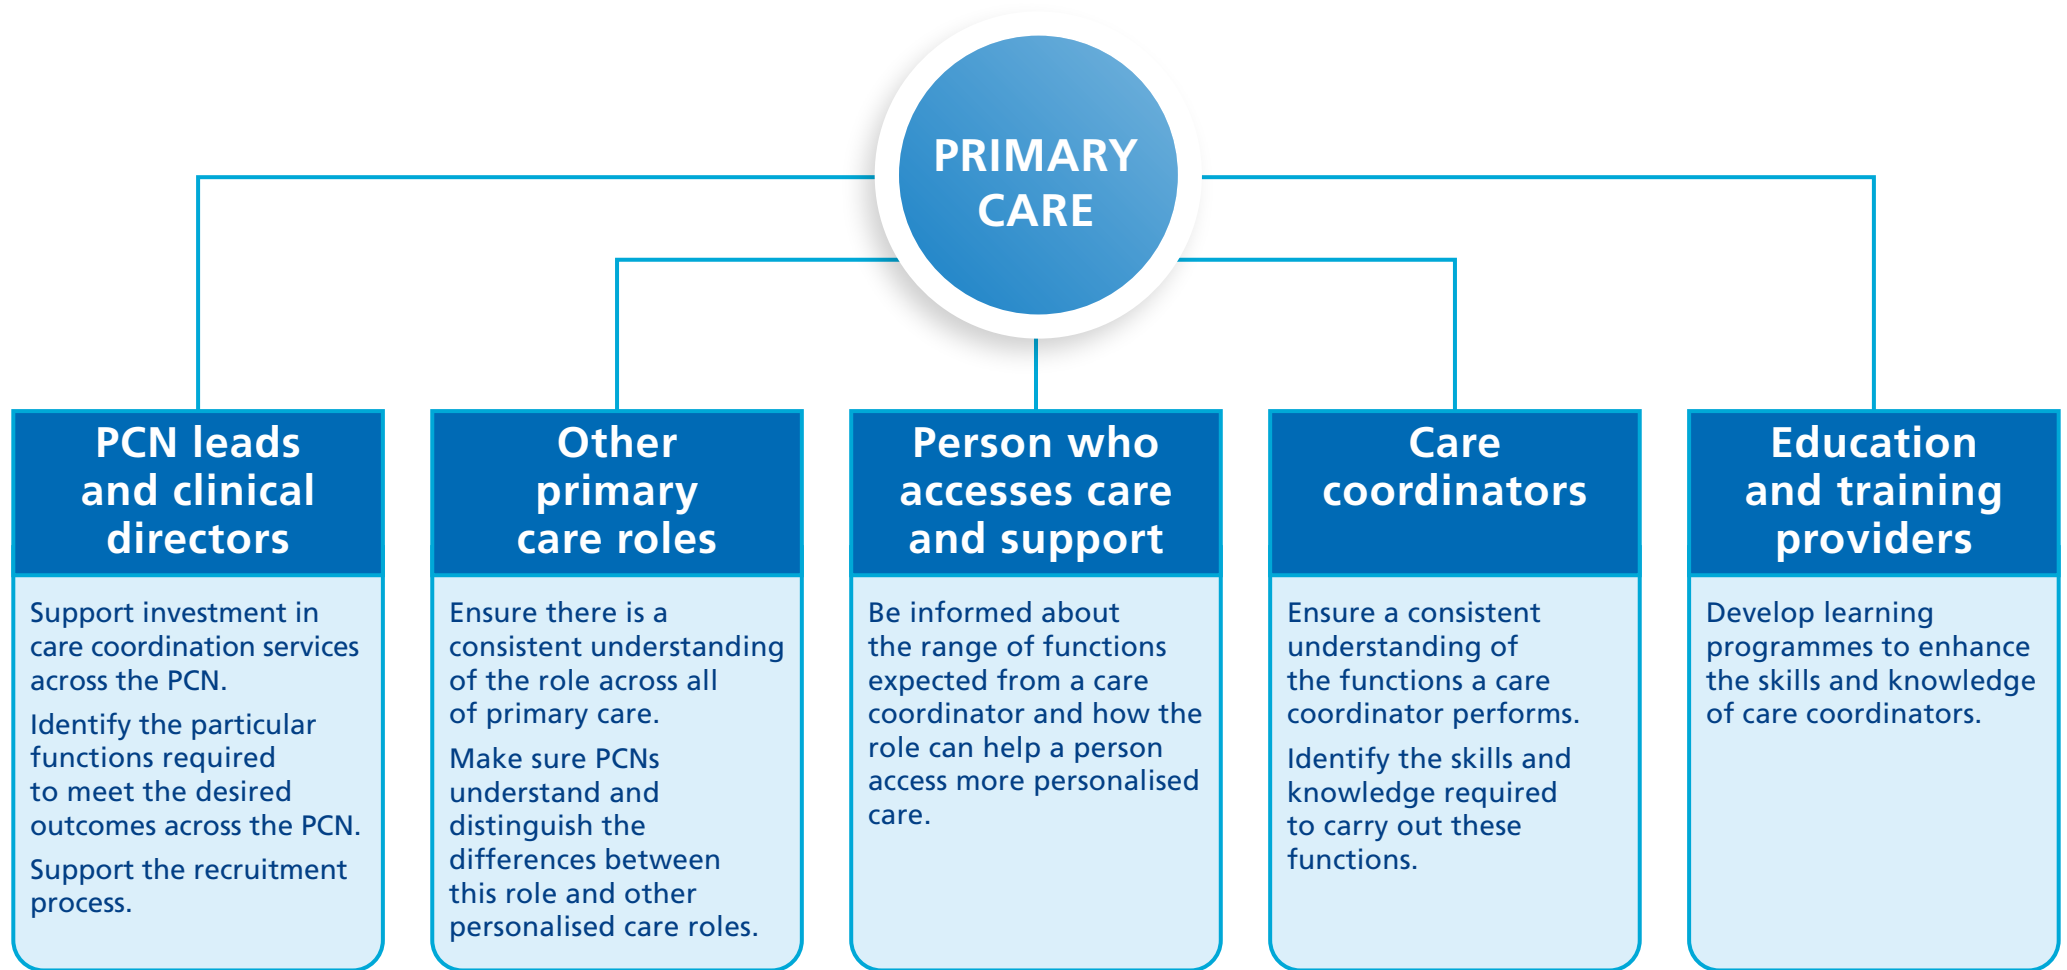 PRIMARY
CARE
PCN leads
and clinical
directors
Support investment in
care coordination services
across the PCN.
Identify the particular
functions required
to meet the desired
outcomes across the PCN.
Support the recruitment
process.
Other
primary
care roles
Ensure there is a
consistent understanding
of the role across all
of primary care.
Make sure PCNs
understand and
distinguish the
differences between
this role and other
personalised care roles.
Person who
accesses care
and support
Be informed about
the range of functions
expected from a care
coordinator and how the
role can help a person
access more personalised
care.
Care
coordinators
Ensure a consistent
understanding of
the functions a care
coordinator performs.
Identify the skills and
knowledge required
to carry out these
functions.
Education
and training
providers
Develop learning
programmes to enhance
the skills and knowledge
of care coordinators.